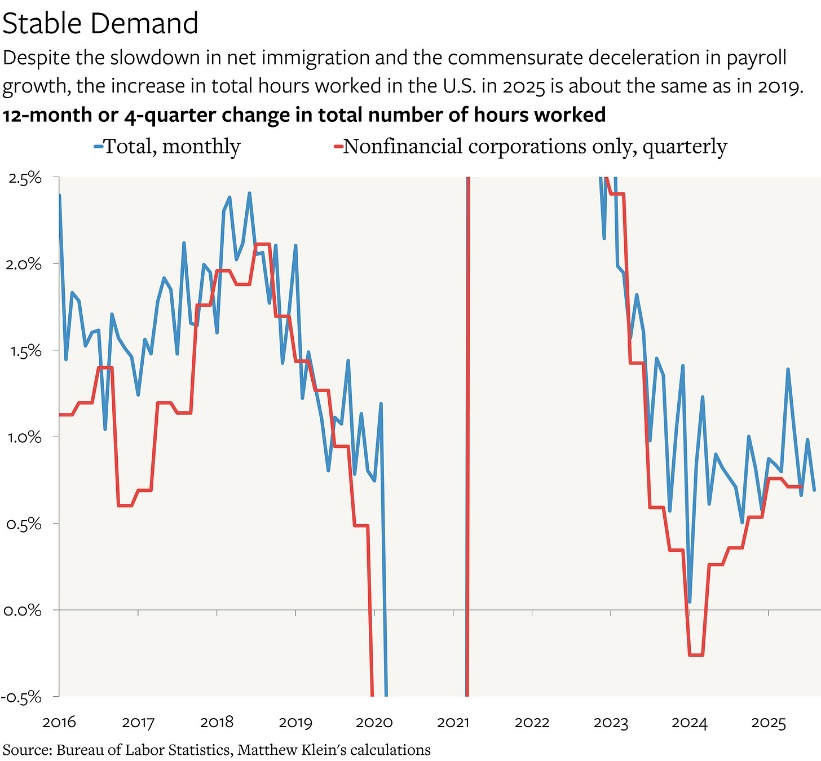 Stable Demand
Despite the slowdown in net immigration and the commensurate deceleration in payroll
growth, the increase in total hours worked in the U.S. in 2025 is about the same as in 2019.
12-month or 4-quarter change in total number of hours worked
Total, monthly
Nonfinancial corporations only, quarterly
2.5%
2.0%
1.5%
1.0%
0.5%
0.0%
-0.5%
2016 2017 2018 2019 2020 2021 2022 2023 2024 2025
Source: Bureau of Labor Statistics, Matthew Klein's calculations